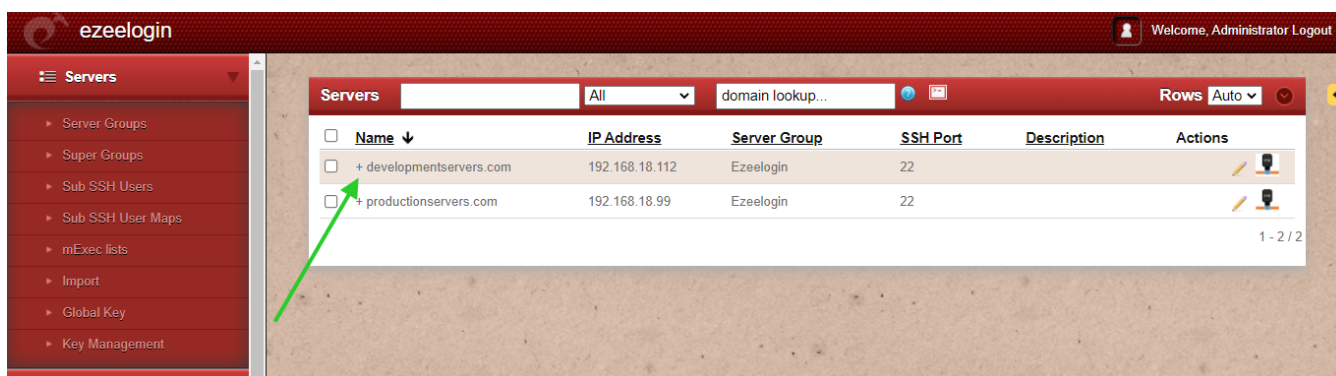 ezeelogin
Welcome, Administrator Logout
Servers
Server Groups
Super Groups
Sub SSH Users
Sub SSH User Maps
mExec lists
Import
Global Key
Key Management
Servers All domain lookup... Rows Auto
Name ↓ IP Address Server Group SSH Port Description Actions
+ developmentservers.com 192.168.18.112 Ezeelogin 22
+ productionservers.com 192.168.18.99 Ezeelogin 22
1 - 2 / 2